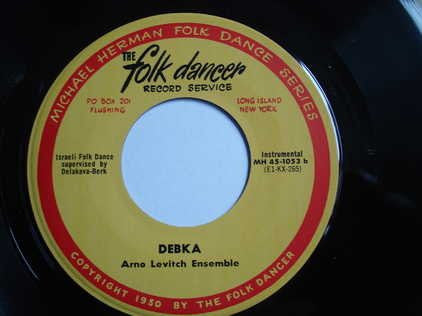 MICHAEL HERMAN FOLK DANCE SERIES
THE
folk dancer
RECORD SERVICE
PO BOX 201
FLUSHING
LONG ISLAND
NEW YORK
Israeli Folk Dance
supervised by
Delakava-Berk
Instrumental
MH 45-1053 b
(E1-KX-265)
DEBKA
Arno Levitch Ensemble
COPYRIGHT 1950 BY THE FOLK DANCER